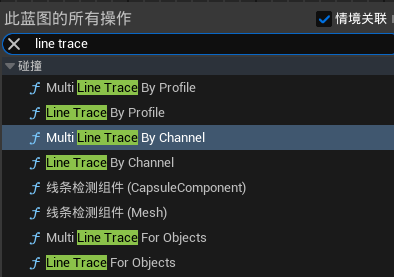 此蓝图的所有操作
情境关联
line trace
碰撞
Multi Line Trace By Profile
Line Trace By Profile
Multi Line Trace By Channel
Line Trace By Channel
线条检测组件 (CapsuleComponent)
线条检测组件 (Mesh)
Multi Line Trace For Objects
Line Trace For Objects